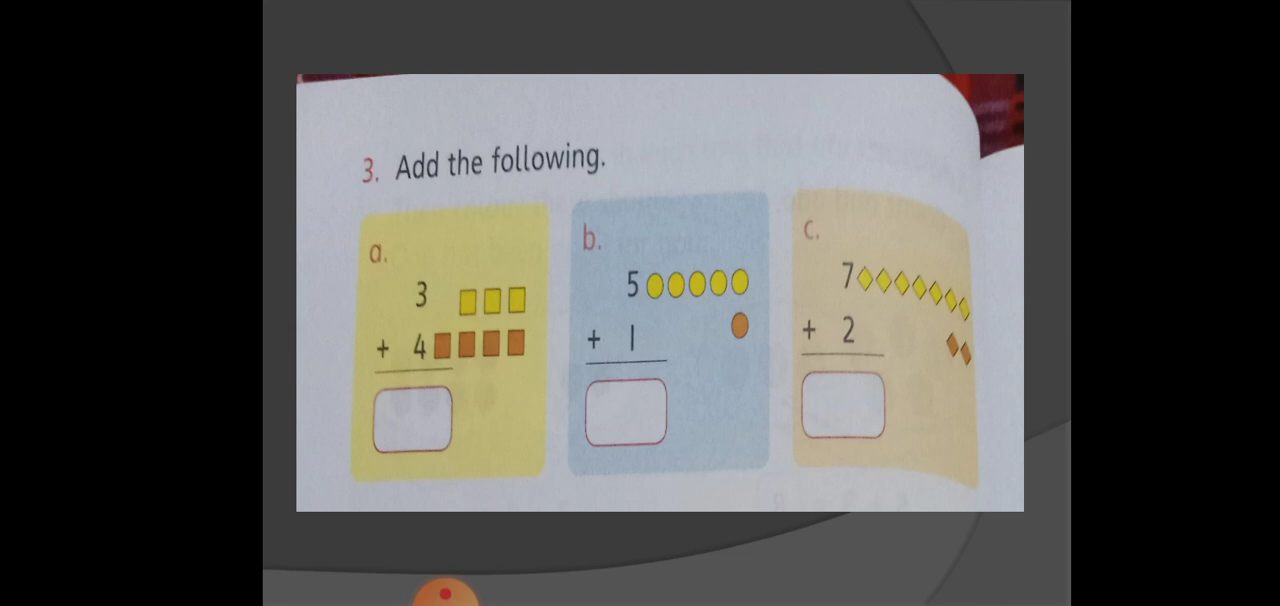 3. Add the following.
a.
3
+ 4
b.
5
+ 1
c.
7
+ 2